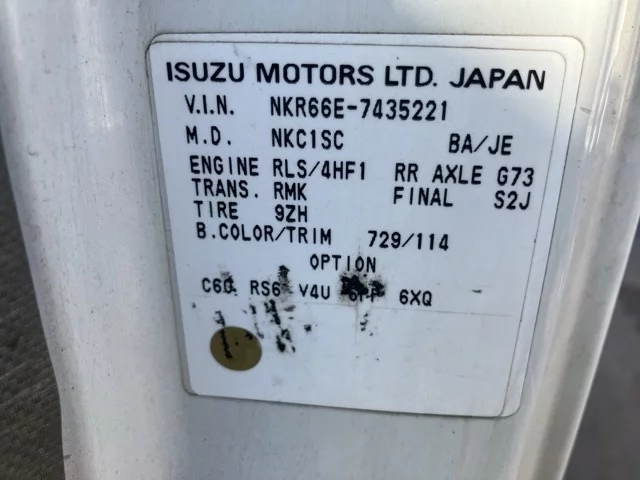 ISUZU MOTORS LTD. JAPAN
V.I.N. NKR66E-7435221
M.D. NKC1SC BA/JE
ENGINE RLS/4HF1 RR AXLE G73
TRANS. RMK FINAL S2J
TIRE 9ZH
B.COLOR/TRIM 729/114
OPTION
RS6 V4U 6XQ